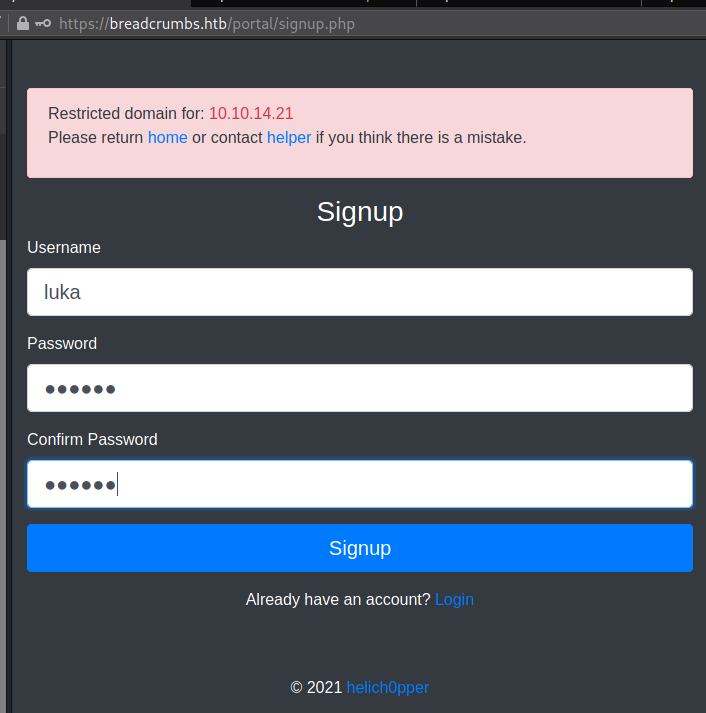 https://breadcrumbs.htb/portal/signup.php
Restricted domain for: 10.10.14.21
Please return home or contact helper if you think there is a mistake.
Signup
Username
luka
Password
●●●●●●
Confirm Password
●●●●●●
Signup
Already have an account? Login
© 2021 helich0pper